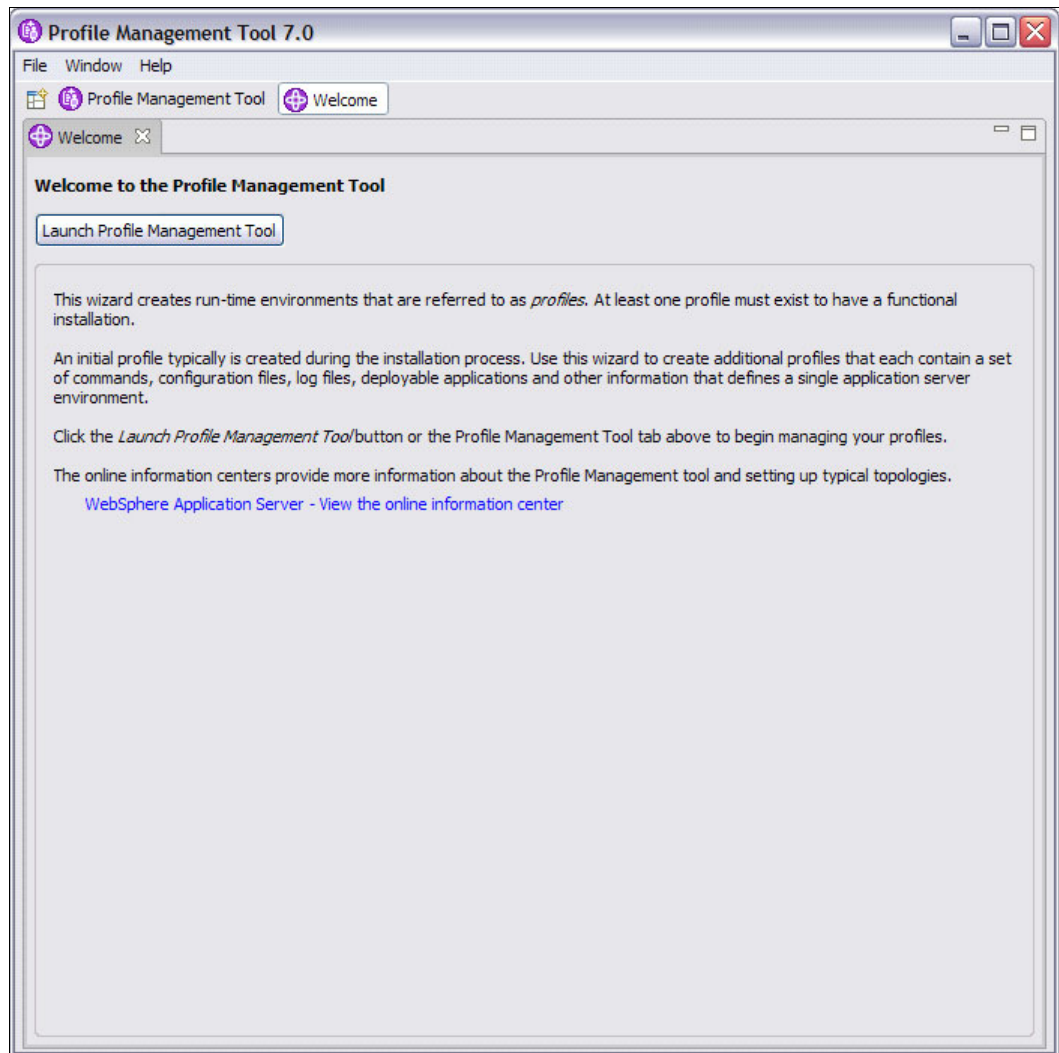 Profile Management Tool 7.0
File Window Help
Profile Management Tool Welcome
Welcome
Welcome to the Profile Management Tool
Launch Profile Management Tool
This wizard creates run-time environments that are referred to as profiles. At least one profile must exist to have a functional
installation.
An initial profile typically is created during the installation process. Use this wizard to create additional profiles that each contain a set
of commands, configuration files, log files, deployable applications and other information that defines a single application server
environment.
Click the Launch Profile Management Tool button or the Profile Management Tool tab above to begin managing your profiles.
The online information centers provide more information about the Profile Management tool and setting up typical topologies.
WebSphere Application Server - View the online information center